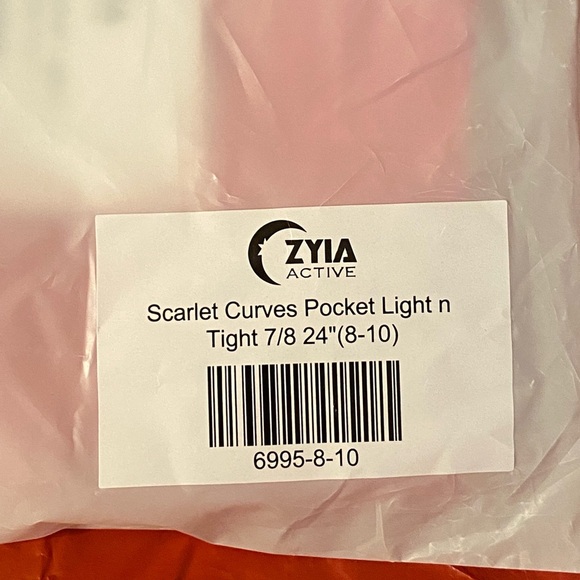 ZYIA
ACTIVE
Scarlet Curves Pocket Light n
Tight 7/8 24"(8-10)
6995-8-10